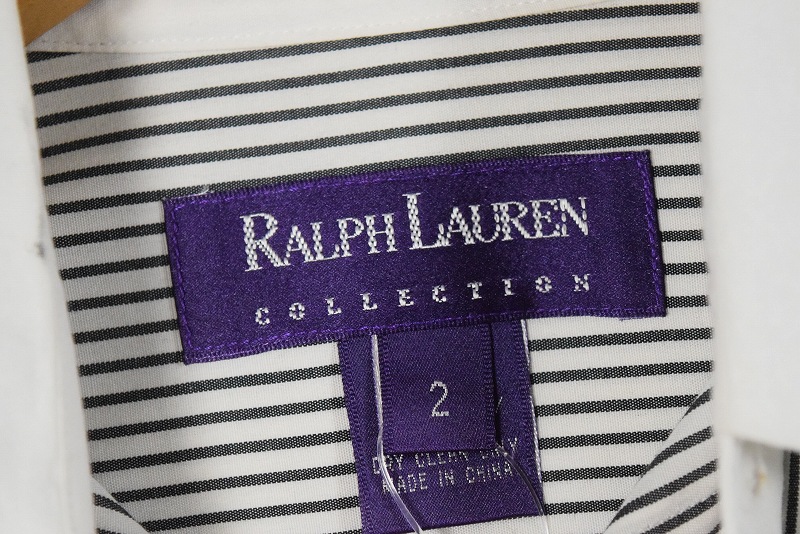 RALPH LAUREN
COLLECTION
2
DRY CLEAN ONLY
MADE IN CHINA